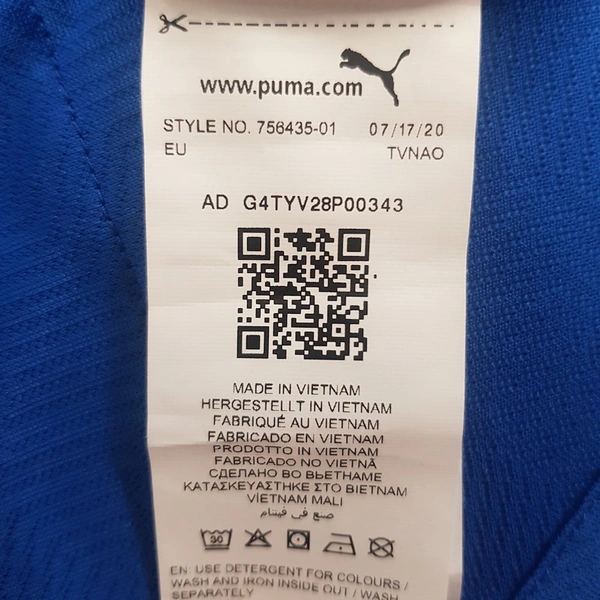 www.puma.com
STYLE NO. 756435-01 07/17/20
EU TVNAO
AD G4TYV28P00343
MADE IN VIETNAM
HERGESTELLT IN VIETNAM
FABRIQUÉ AU VIETNAM
FABRICADO EN VIETNAM
PRODOTTO IN VIETNAM
FABRICADO NO VIETNÃ
СДЕЛАНО ВО ВЬЕТНАМЕ
ΚΑΤΑΣΚΕΥΑΣΤΗΚΕ ΣΤΟ ΒΙΕΤΝΑΜ
VİETNAM MALI
صنع في فيتنام
30
EN: USE DETERGENT FOR COLOURS /
WASH AND IRON INSIDE OUT / WASH
SEPARATELY